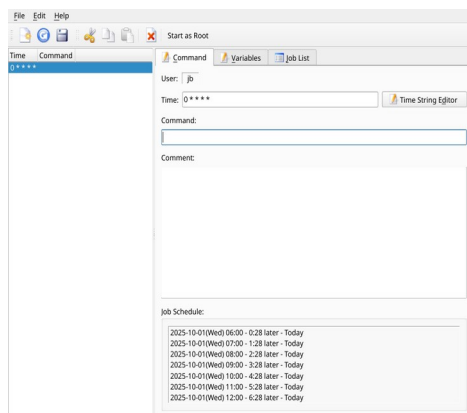 File Edit Help
Start as Root
Time Command
0 * * * *
Command Variables Job List
User: jb
Time: 0 * * * * Time String Editor
Command:
Comment:
Job Schedule:
2025-10-01(Wed) 06:00 - 0:28 later - Today
2025-10-01(Wed) 07:00 - 1:28 later - Today
2025-10-01(Wed) 08:00 - 2:28 later - Today
2025-10-01(Wed) 09:00 - 3:28 later - Today
2025-10-01(Wed) 10:00 - 4:28 later - Today
2025-10-01(Wed) 11:00 - 5:28 later - Today
2025-10-01(Wed) 12:00 - 6:28 later - Today